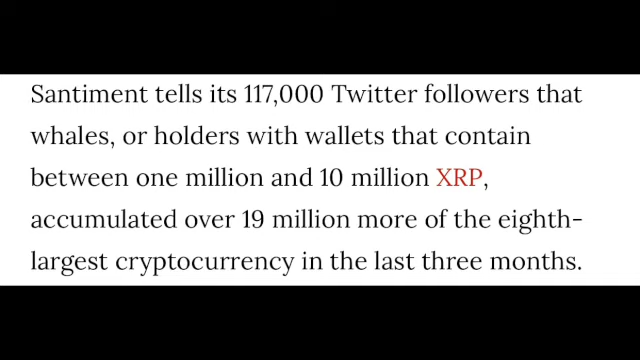 Santiment tells its 117,000 Twitter followers that
whales, or holders with wallets that contain
between one million and 10 million XRP,
accumulated over 19 million more of the eighth-
largest cryptocurrency in the last three months.